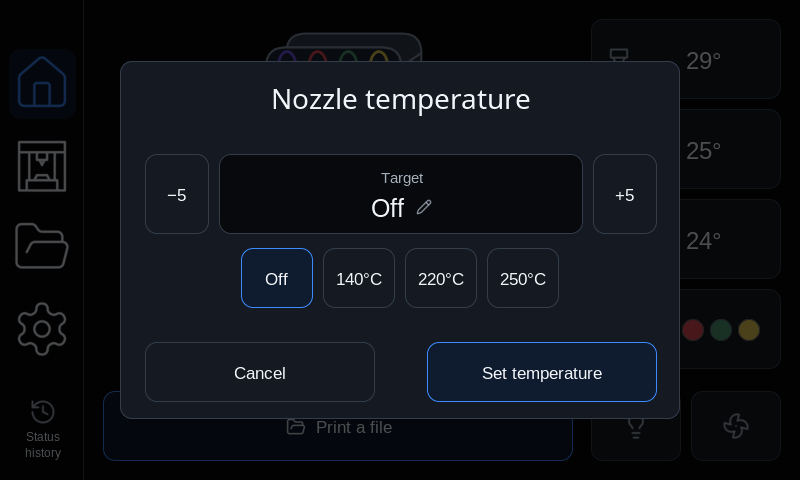 Nozzle temperature
−5
Target
Off
+5
Off
140°C
220°C
250°C
Cancel
Set temperature
29°
25°
24°
Print a file
Status
history